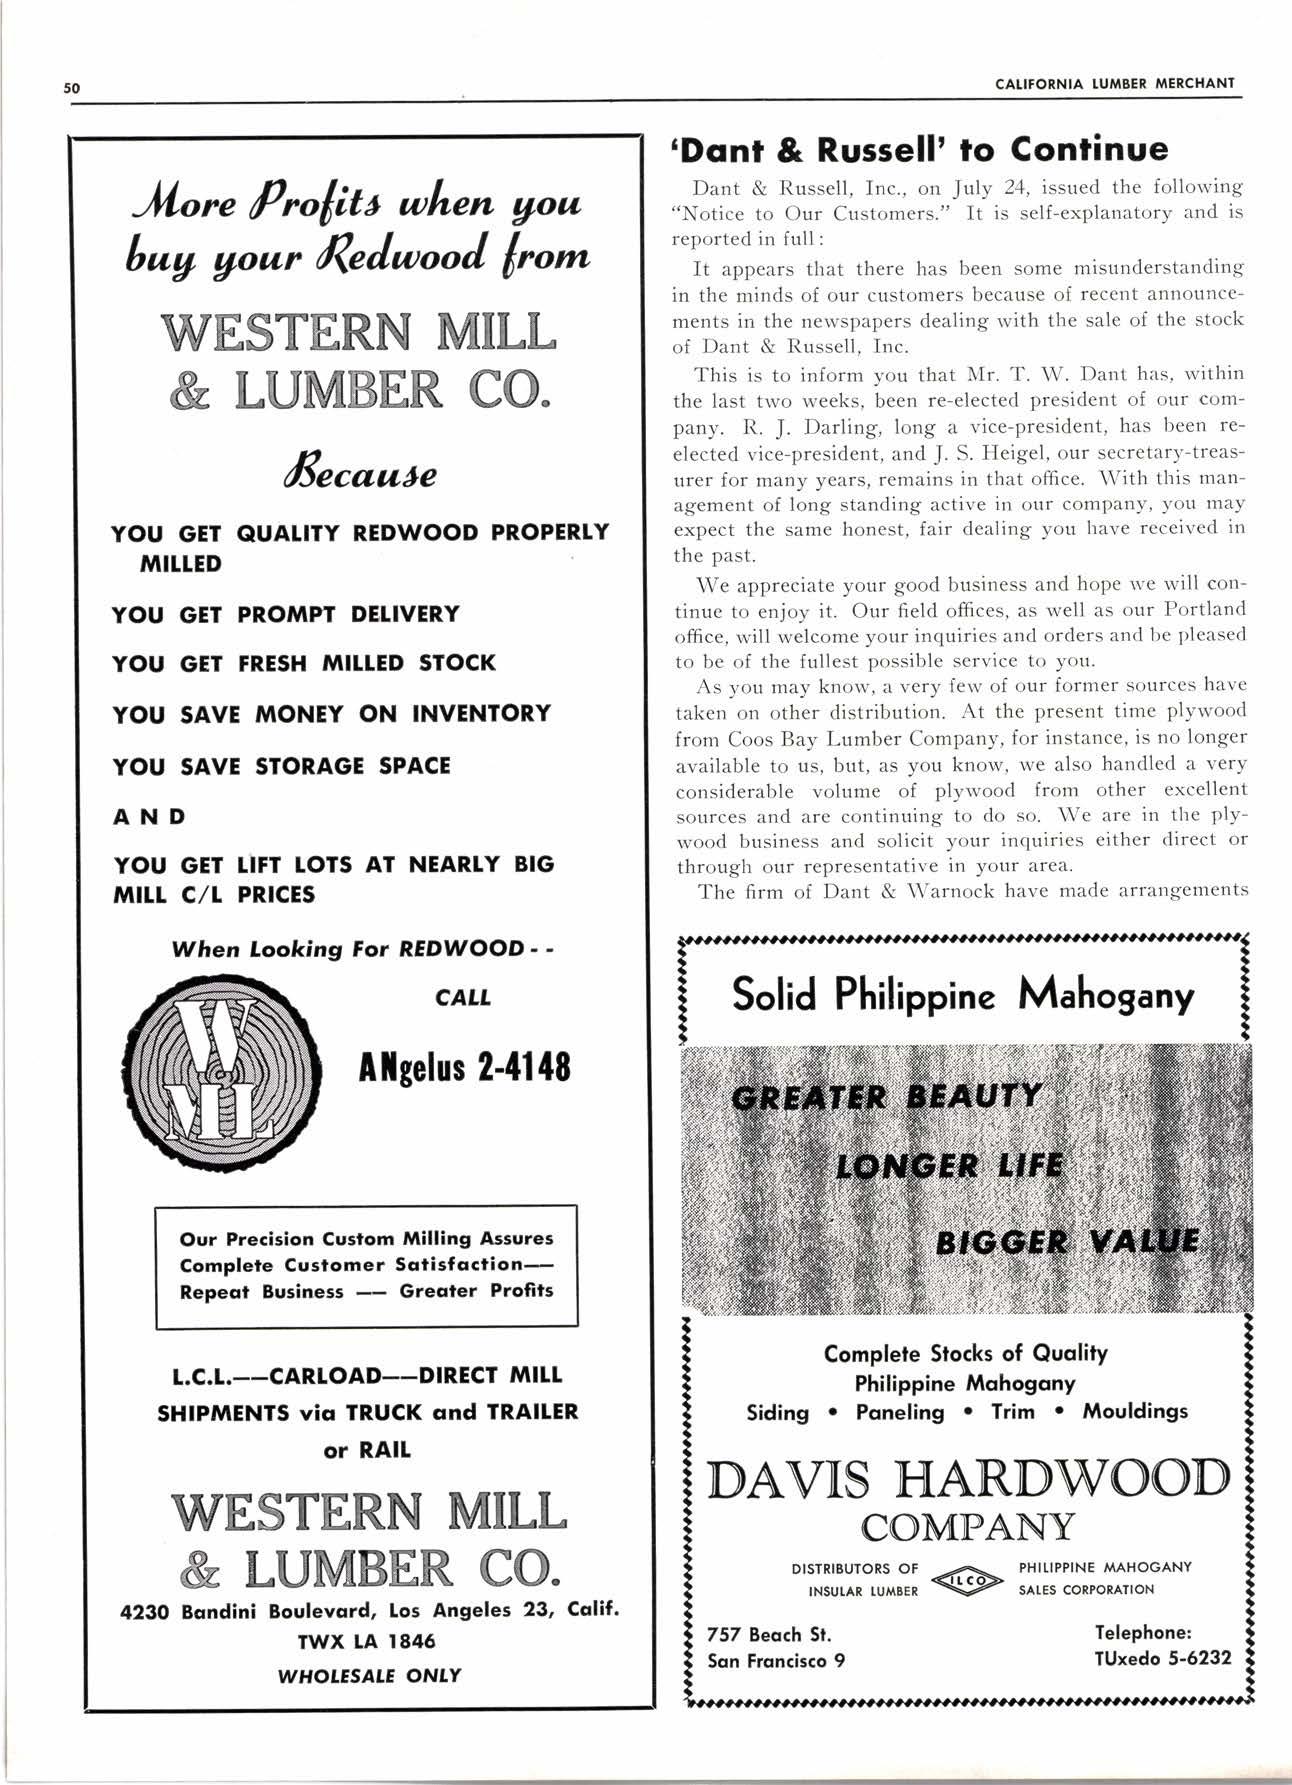 50
CALIFORNIA LUMBER MERCHANT
More Profits when you
buy your Redwood from
WESTERN MILL
& LUMBER CO.
Because
YOU GET QUALITY REDWOOD PROPERLY
MILLED
YOU GET PROMPT DELIVERY
YOU GET FRESH MILLED STOCK
YOU SAVE MONEY ON INVENTORY
YOU SAVE STORAGE SPACE
A N D
YOU GET LIFT LOTS AT NEARLY BIG
MILL C/L PRICES
When Looking For REDWOOD - -
CALL
W
ML
ANgelus 2-4148
Our Precision Custom Milling Assures
Complete Customer Satisfaction——
Repeat Business —— Greater Profits
L.C.L.——CARLOAD——DIRECT MILL
SHIPMENTS via TRUCK and TRAILER
or RAIL
WESTERN MILL
& LUMBER CO.
4230 Bandini Boulevard, Los Angeles 23, Calif.
TWX LA 1846
WHOLESALE ONLY
'Dant & Russell' to Continue
Dant & Russell, Inc., on July 24, issued the following
"Notice to Our Customers." It is self-explanatory and is
reported in full :
It appears that there has been some misunderstanding
in the minds of our customers because of recent announce-
ments in the newspapers dealing with the sale of the stock
of Dant & Russell, Inc.
This is to inform you that Mr. T. W. Dant has, within
the last two weeks, been re-elected president of our com-
pany. R. J. Darling, long a vice-president, has been re-
elected vice-president, and J. S. Heigel, our secretary-treas-
urer for many years, remains in that office. With this man-
agement of long standing active in our company, you may
expect the same honest, fair dealing you have received in
the past.
We appreciate your good business and hope we will con-
tinue to enjoy it. Our field offices, as well as our Portland
office, will welcome your inquiries and orders and be pleased
to be of the fullest possible service to you.
As you may know, a very few of our former sources have
taken on other distribution. At the present time plywood
from Coos Bay Lumber Company, for instance, is no longer
available to us, but, as you know, we also handled a very
considerable volume of plywood from other excellent
sources and are continuing to do so. We are in the ply-
wood business and solicit your inquiries either direct or
through our representative in your area.
The firm of Dant & Warnock have made arrangements
Solid Philippine Mahogany
GREATER BEAUTY
LONGER LIFE
BIGGER VALUE
Complete Stocks of Quality
Philippine Mahogany
Siding • Paneling • Trim • Mouldings
DAVIS HARDWOOD
COMPANY
DISTRIBUTORS OF
INSULAR LUMBER
ILCO
PHILIPPINE MAHOGANY
SALES CORPORATION
757 Beach St.
San Francisco 9
Telephone:
TUxedo 5-6232